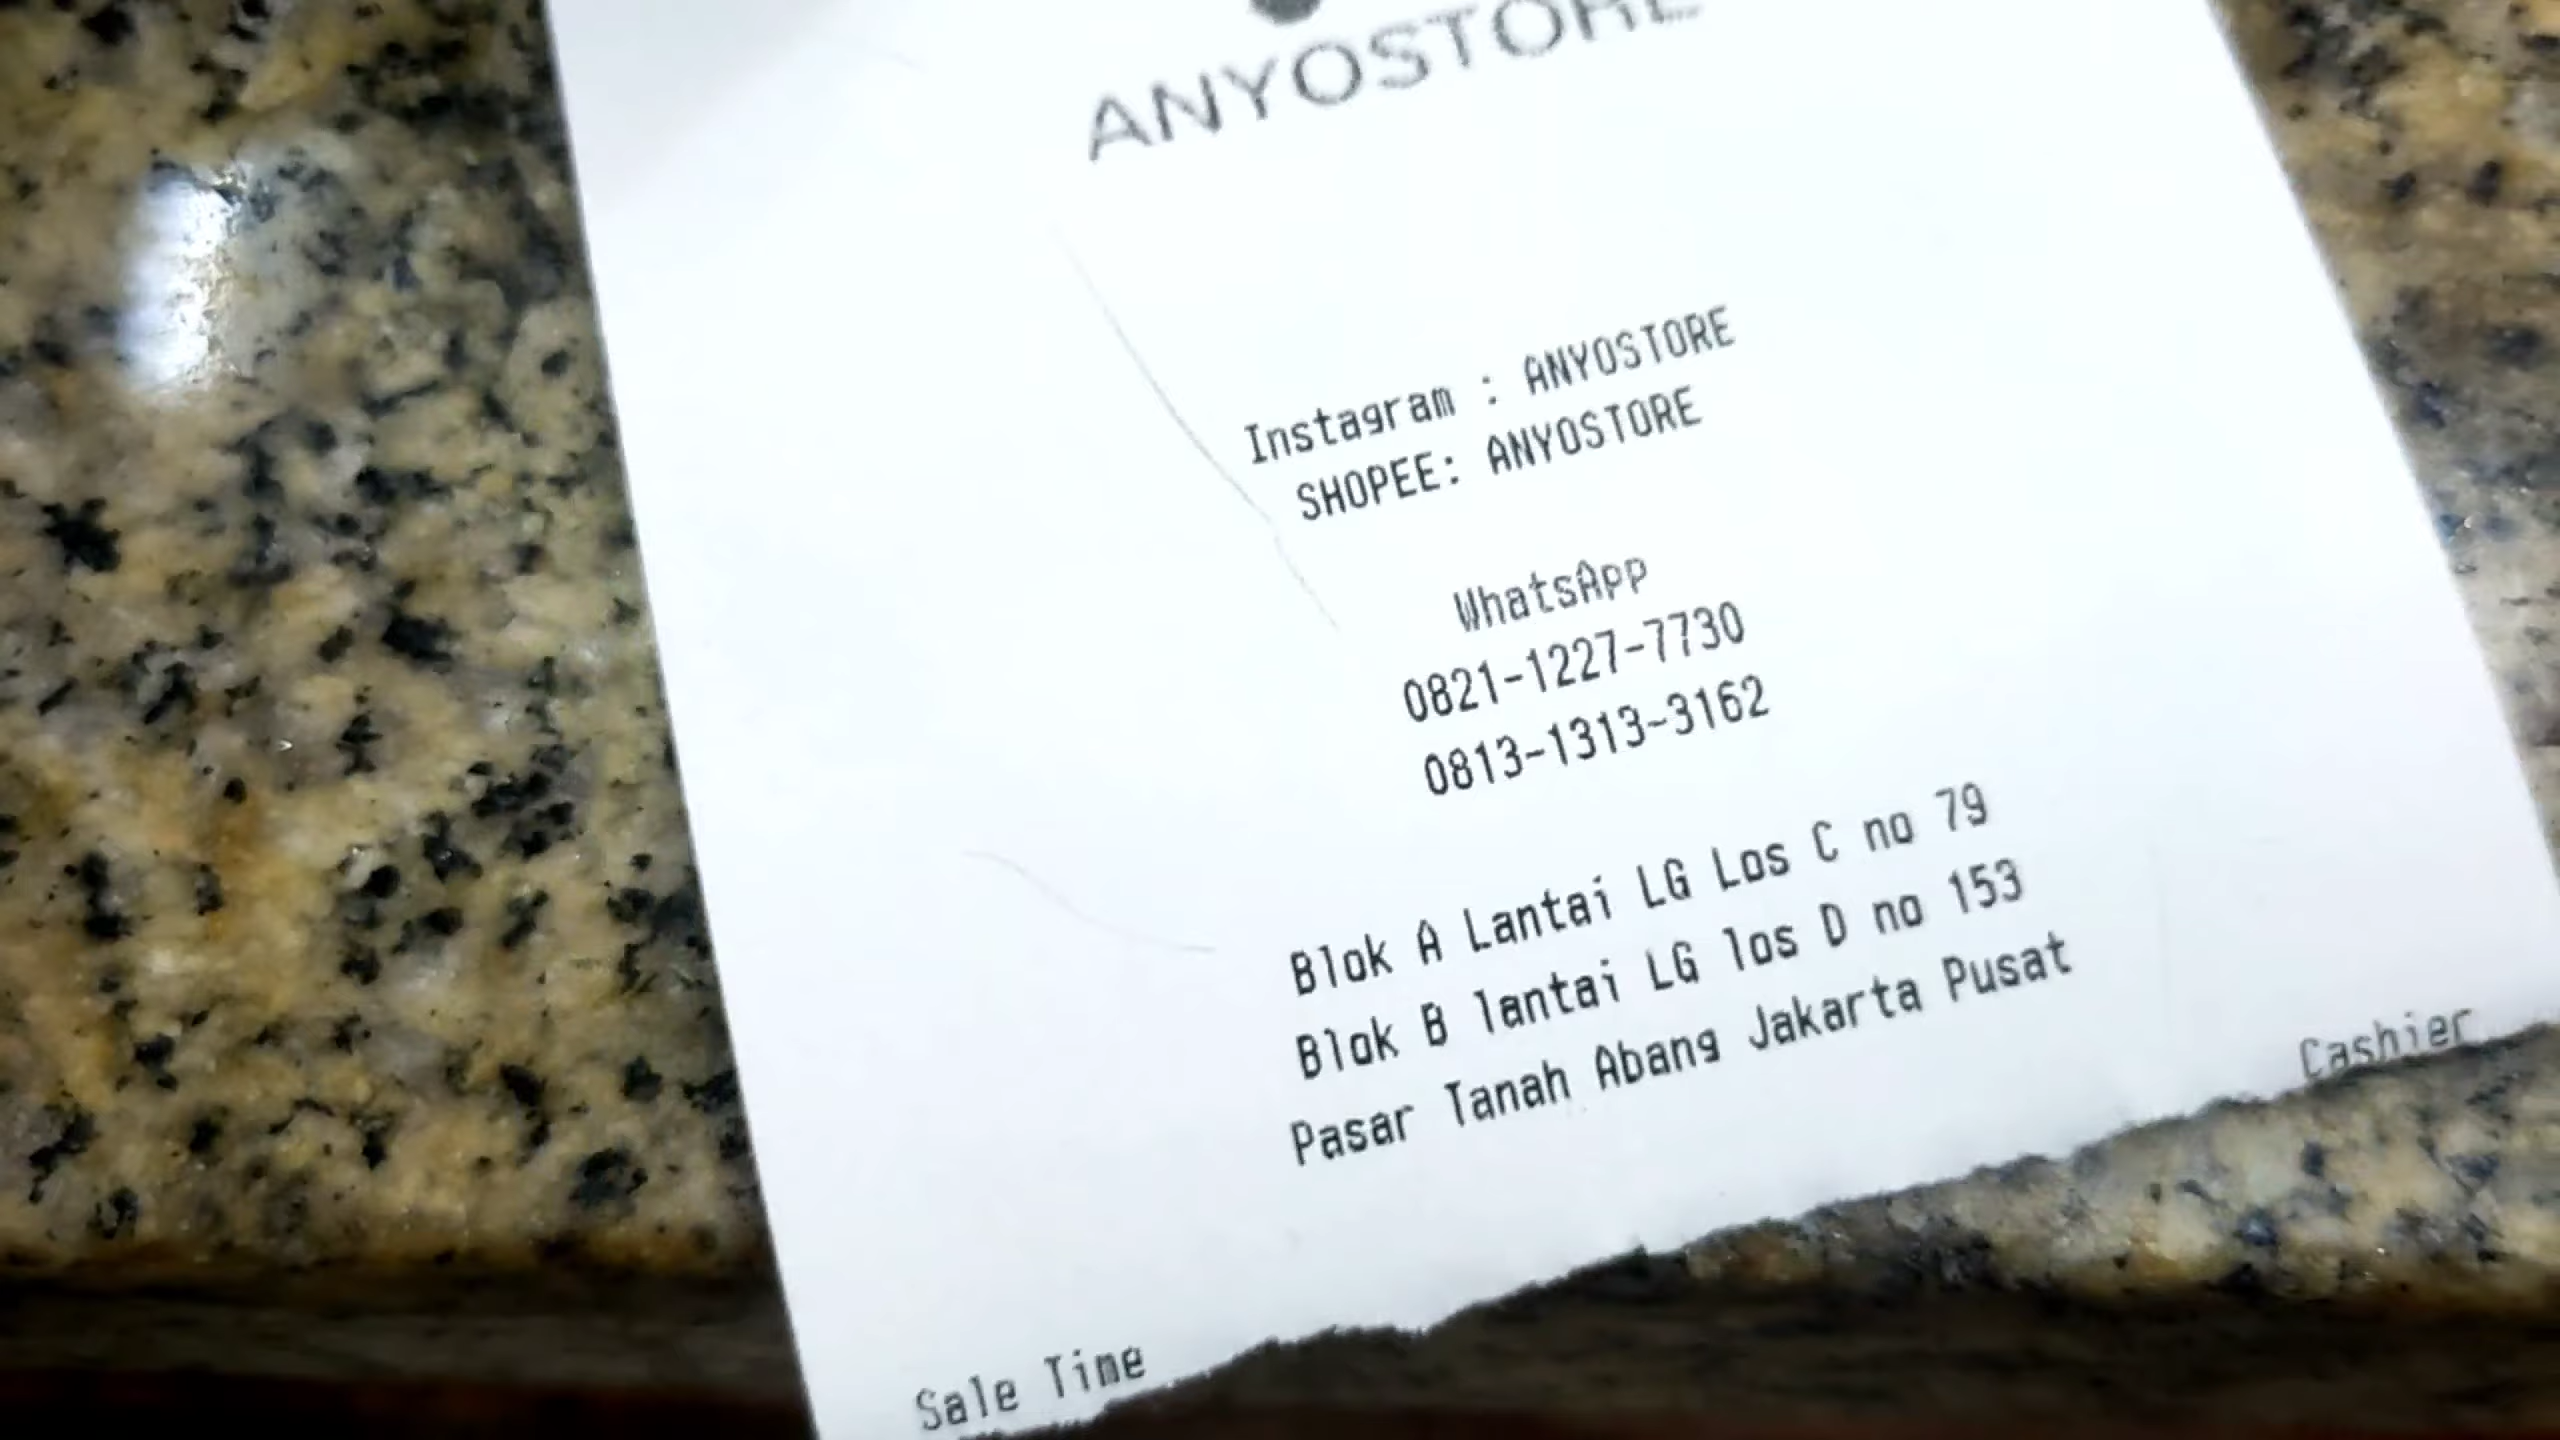 ANYOSTORE
Instagram : ANYOSTORE
SHOPEE: ANYOSTORE
WhatsApp
0821-1227-7730
0813-1313-3162
Blok A Lantai LG Los C no 79
Blok B lantai LG los D no 153
Pasar Tanah Abang Jakarta Pusat
Cashier
Sale Time